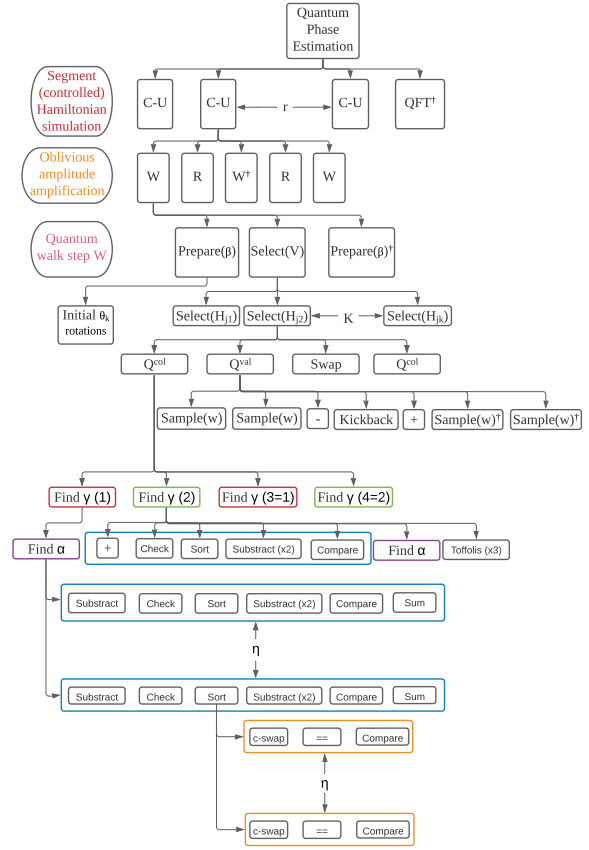 Quantum
Phase
Estimation
Segment
(controlled)
Hamiltonian
simulation
C-U
C-U
r
C-U
QFT†
Oblivious
amplitude
amplification
W
R
W†
R
W
Quantum
walk step W
Prepare(β)
Select(V)
Prepare(β)†
Initial θk
rotations
Select(Hj1)
Select(Hj2)
K
Select(Hjk)
Qcol
Qval
Swap
Qcol
Sample(w)
Sample(w)
-
Kickback
+
Sample(w)†
Sample(w)†
Find γ (1)
Find γ (2)
Find γ (3=1)
Find γ (4=2)
Find α
+
Check
Sort
Substract (x2)
Compare
Find α
Toffolis (x3)
Substract
Check
Sort
Substract (x2)
Compare
Sum
η
Substract
Check
Sort
Substract (x2)
Compare
Sum
c-swap
==
Compare
η
c-swap
==
Compare